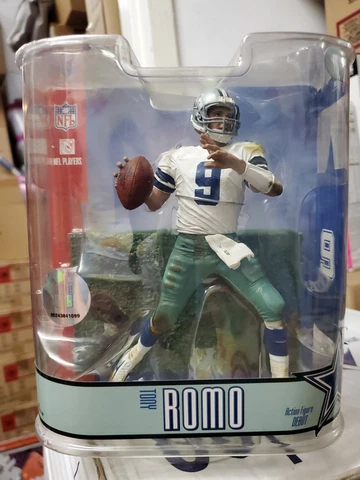 NFL
NFL PLAYERS
9
TONY
ROMO
Action Figure
DEBUT